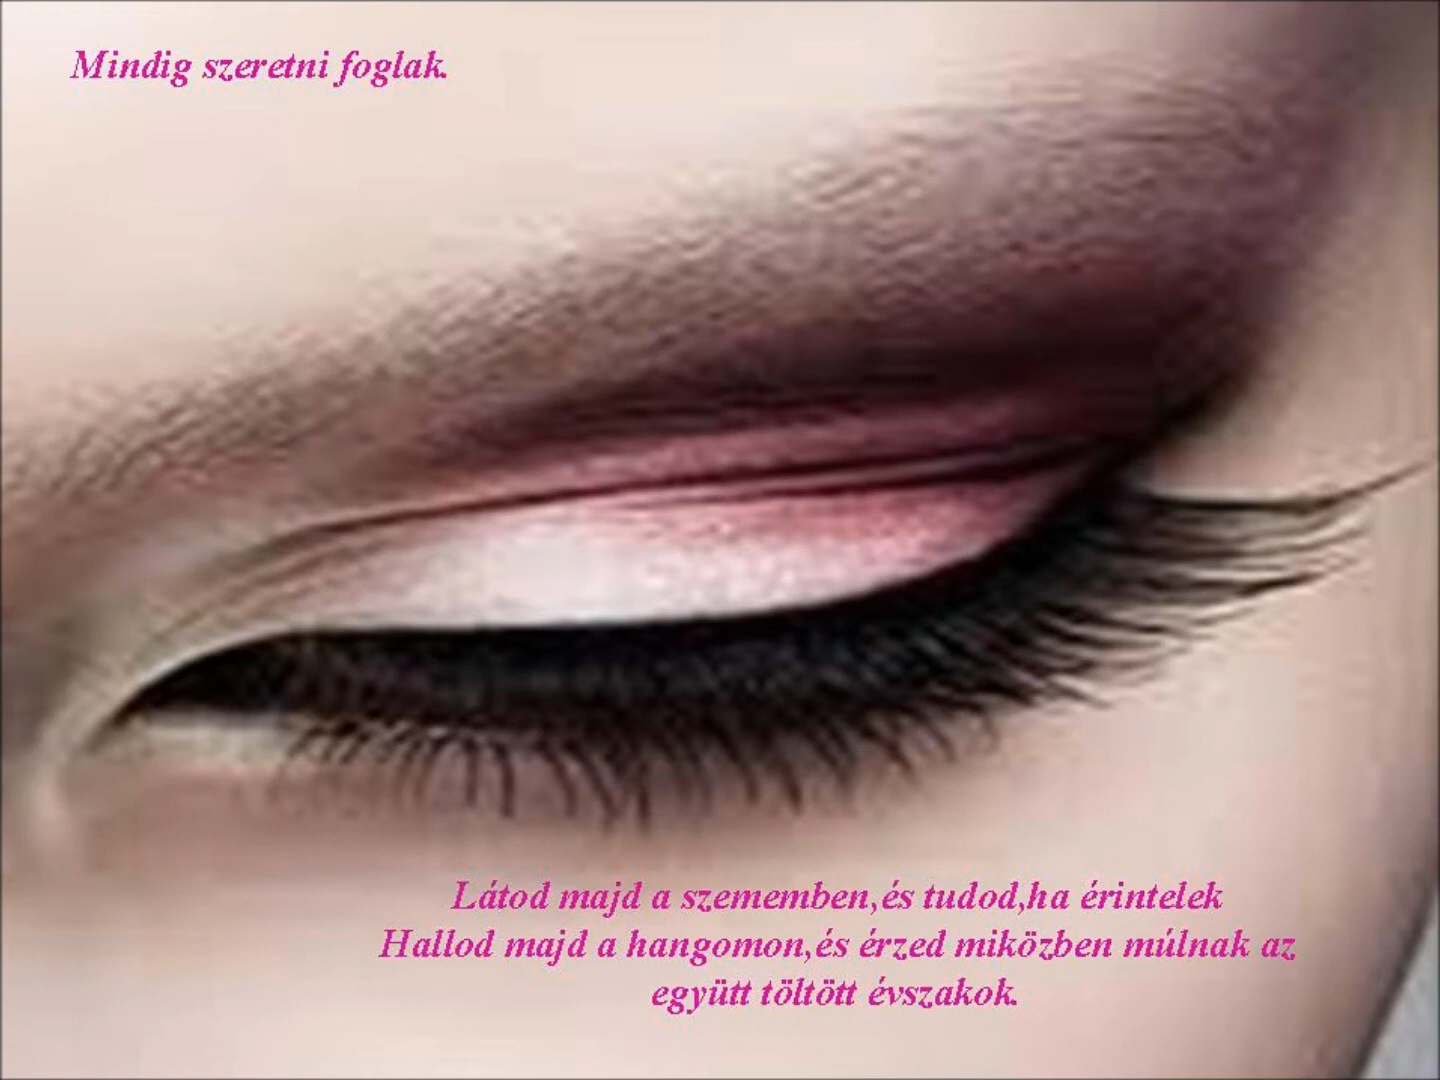 Mindig szeretni foglak.
Látod majd a szememben,és tudod,ha érintelek
Hallod majd a hangomon,és érzed miközben múlnak az
együtt töltött évszakok.